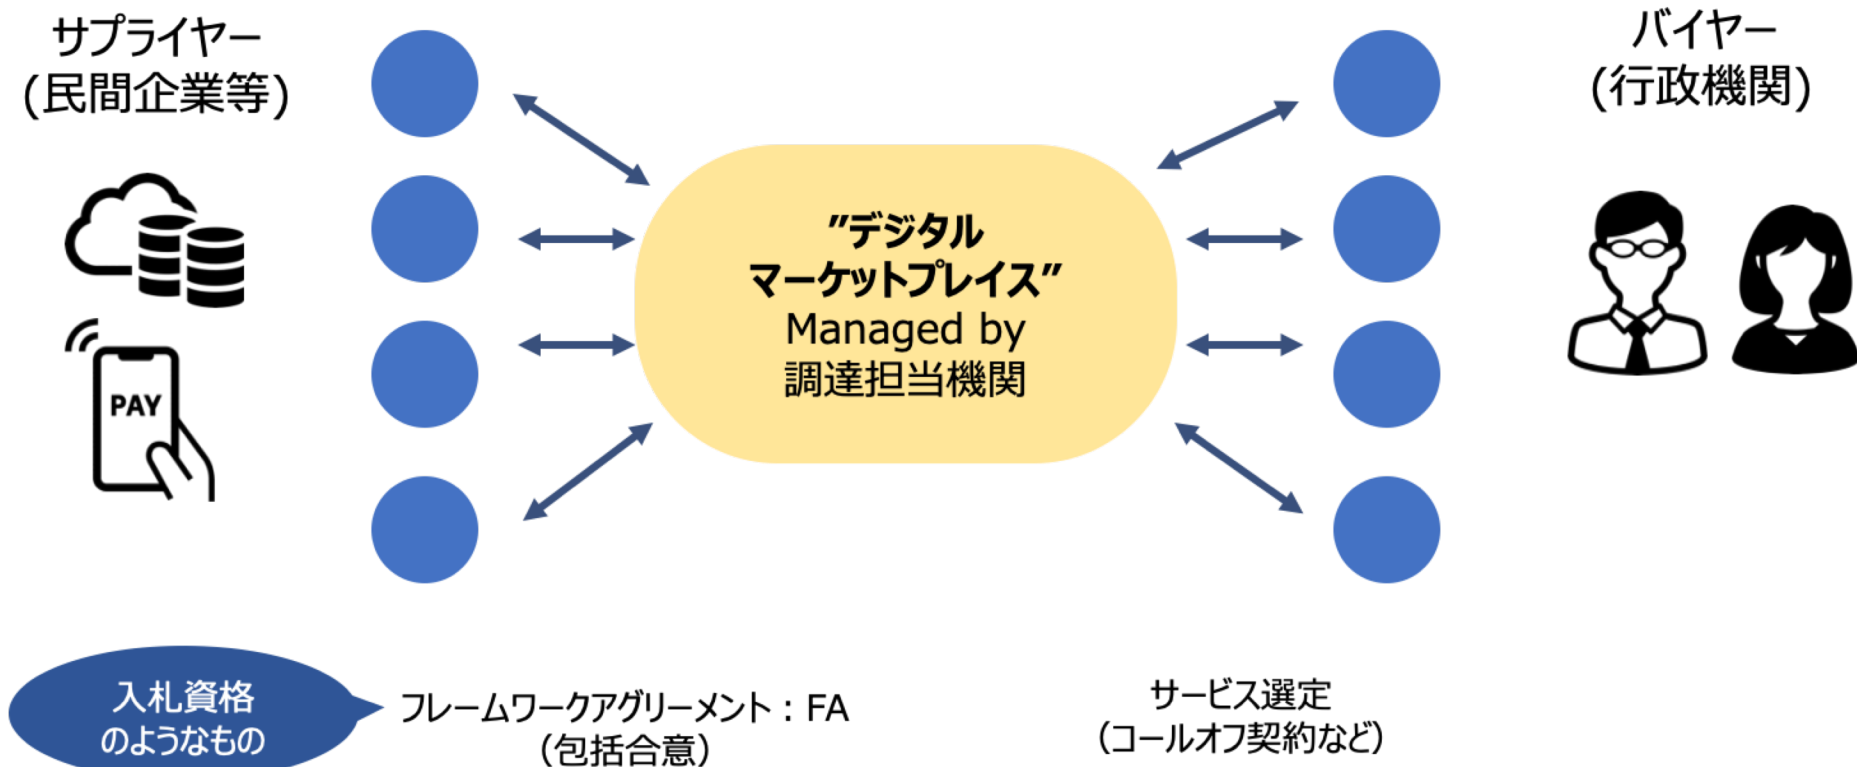 サプライヤー
(民間企業等)
バイヤー
(行政機関)
”デジタル
マーケットプレイス”
Managed by
調達担当機関
PAY
入札資格
のようなもの
フレームワークアグリーメント：FA
（包括合意）
サービス選定
（コールオフ契約など）